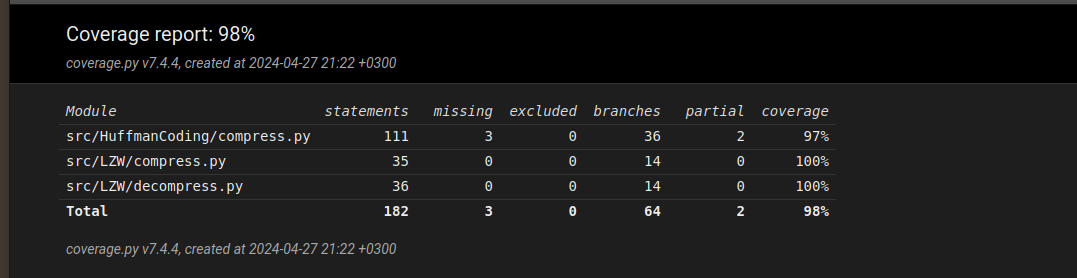 Coverage report: 98%
coverage.py v7.4.4, created at 2024-04-27 21:22 +0300
Module statements missing excluded branches partial coverage
src/HuffmanCoding/compress.py 111 3 0 36 2 97%
src/LZW/compress.py 35 0 0 14 0 100%
src/LZW/decompress.py 36 0 0 14 0 100%
Total 182 3 0 64 2 98%
coverage.py v7.4.4, created at 2024-04-27 21:22 +0300